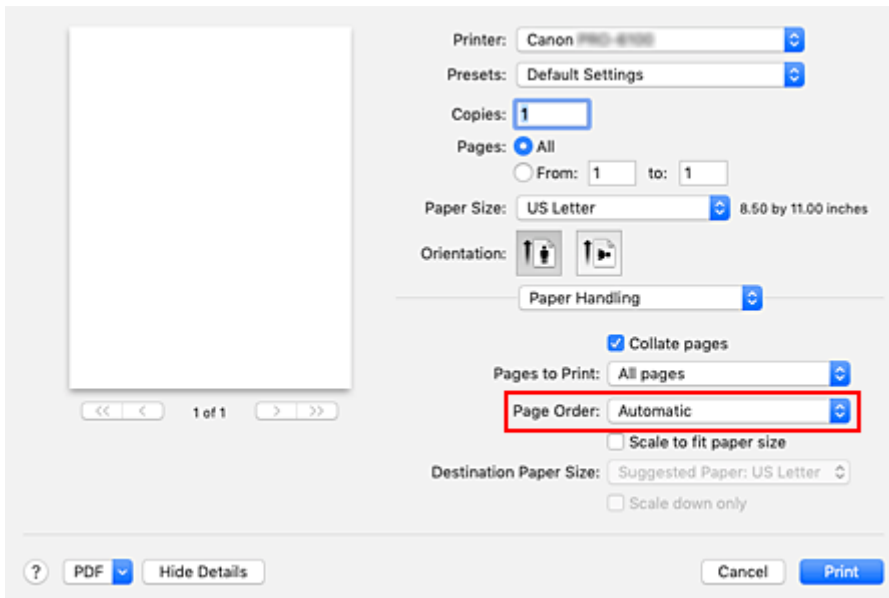 Printer: Canon
Presets: Default Settings
Copies: 1
Pages: All
From: 1 to: 1
Paper Size: US Letter 8.50 by 11.00 inches
Orientation:
Paper Handling
Collate pages
Pages to Print: All pages
1 of 1
Page Order: Automatic
Scale to fit paper size
Destination Paper Size: Suggested Paper: US Letter
Scale down only
? PDF Hide Details Cancel Print